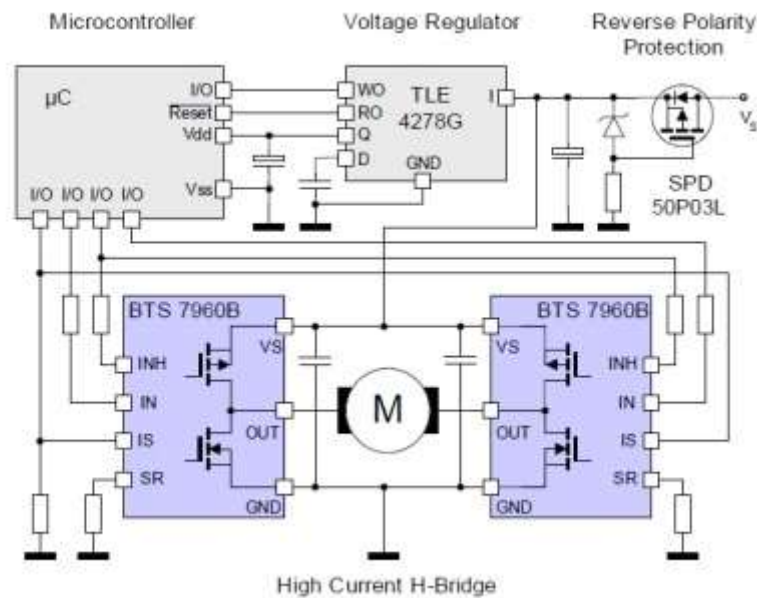 Microcontroller
Voltage Regulator
Reverse Polarity
Protection
µC
I/O
Reset
Vdd
Vss
I/O I/O I/O I/O
WO
RO
Q
D
TLE
4278G
I
GND
VS
SPD
50P03L
BTS 7960B
VS
INH
IN
IS
SR
OUT
GND
M
BTS 7960B
VS
INH
IN
IS
SR
OUT
GND
High Current H-Bridge